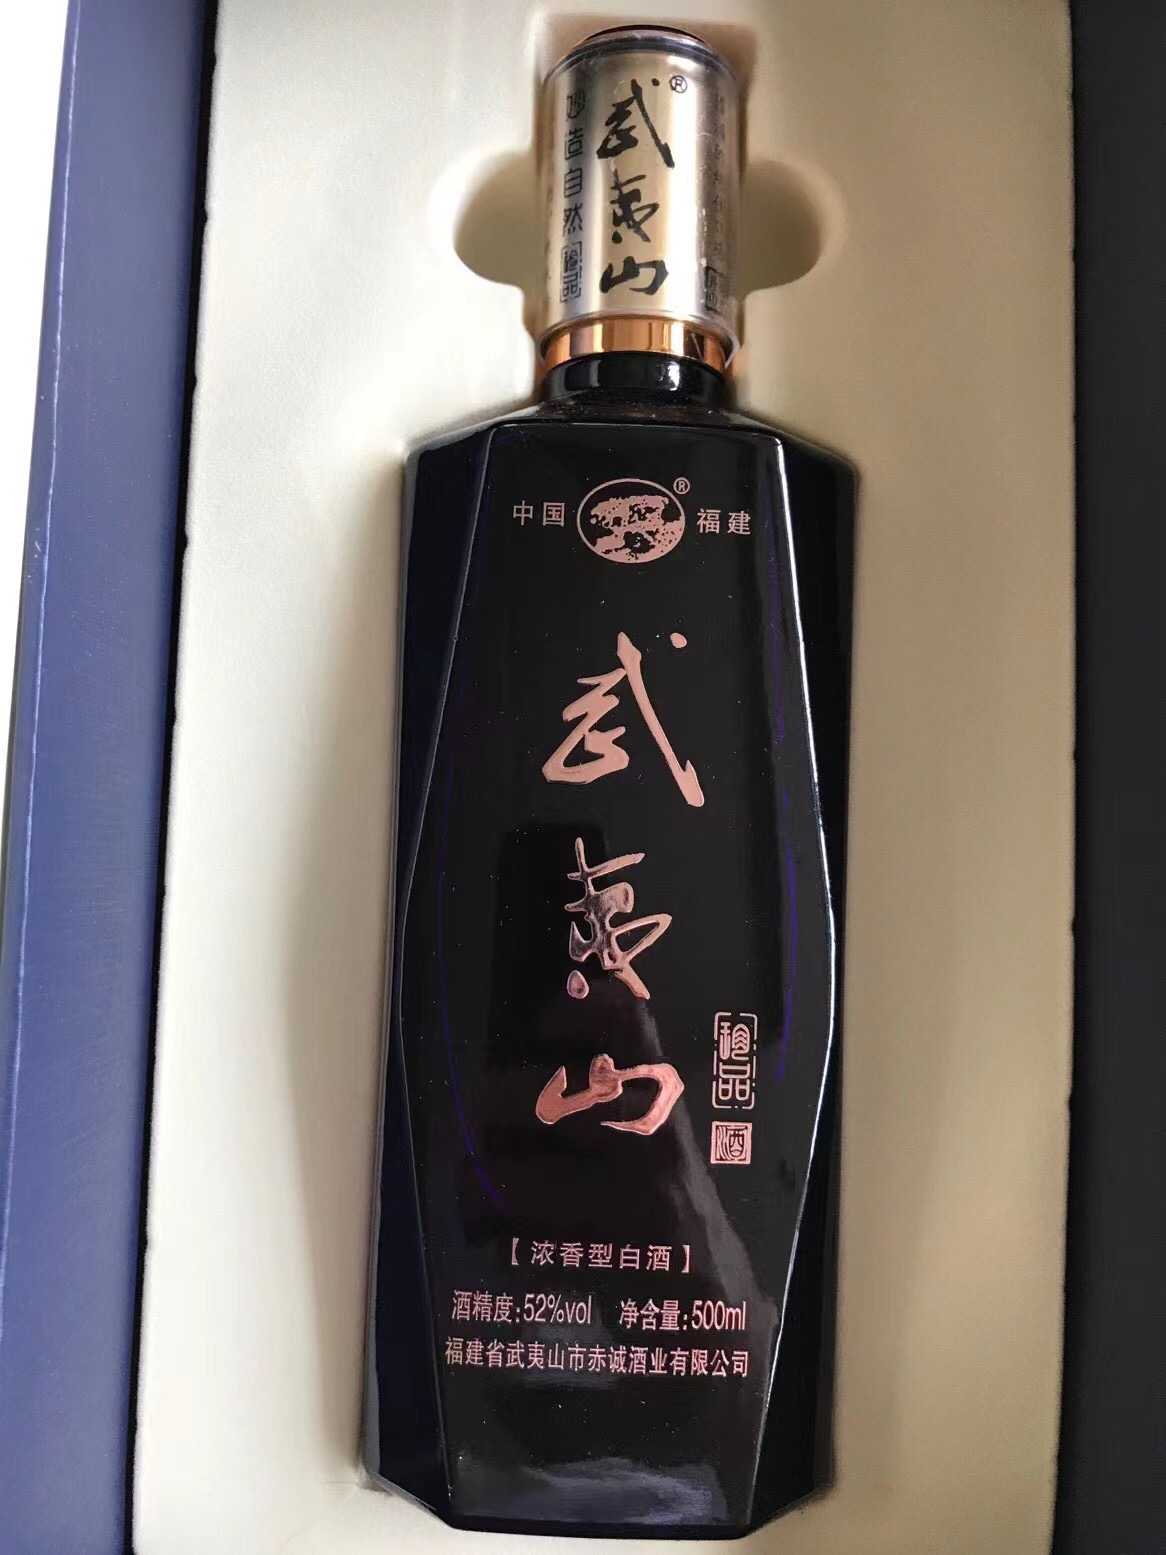 武夷山®
妙造自然
珍品
中国 ® 福建
武夷山
珍品
酒
【浓香型白酒】
酒精度:52%vol 净含量:500ml
福建省武夷山市赤诚酒业有限公司